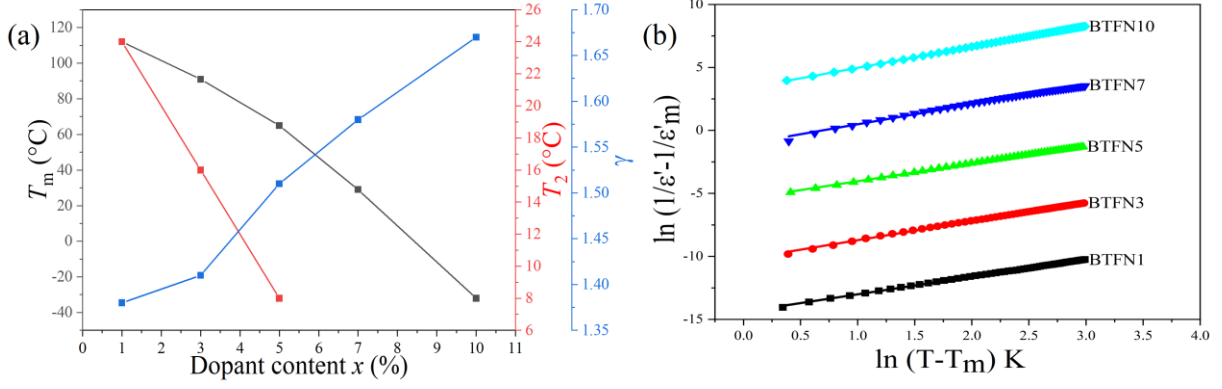 (a)
T_m (°C)
120
100
80
60
40
20
0
-20
-40
0 1 2 3 4 5 6 7 8 9 10 11
Dopant content x (%)
26
24
22
20
18
16
14
12
10
8
6
T_2 (°C)
1.70
1.65
1.60
1.55
1.50
1.45
1.40
1.35
γ
(b)
ln (1/ε'-1/ε'm)
10
5
0
-5
-10
-15
BTFN10
BTFN7
BTFN5
BTFN3
BTFN1
0.0 0.5 1.0 1.5 2.0 2.5 3.0 3.5 4.0
ln (T-Tm) K